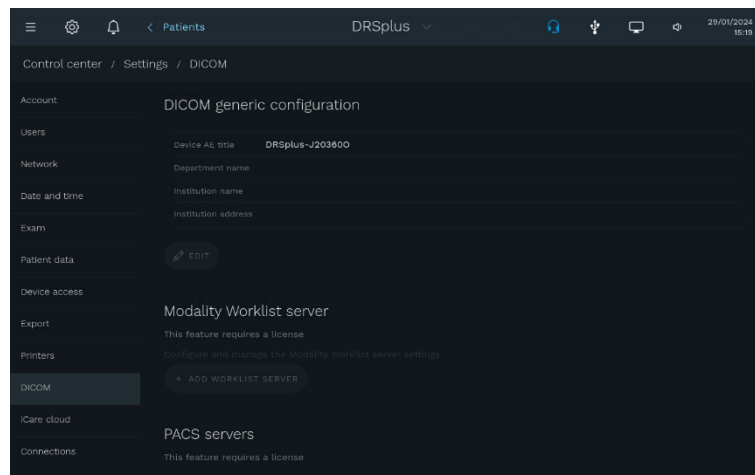 Patients
DRSplus
29/01/2024
15:19
Control center / Settings / DICOM
Account
Users
Network
Date and time
Exam
Patient data
Device access
Export
Printers
DICOM
iCare cloud
Connections
DICOM generic configuration
Device AE title DRSplus-J20360O
Department name
Institution name
Institution address
EDIT
Modality Worklist server
This feature requires a license
Configure and manage the Modality Worklist server settings
+ ADD WORKLIST SERVER
PACS servers
This feature requires a license